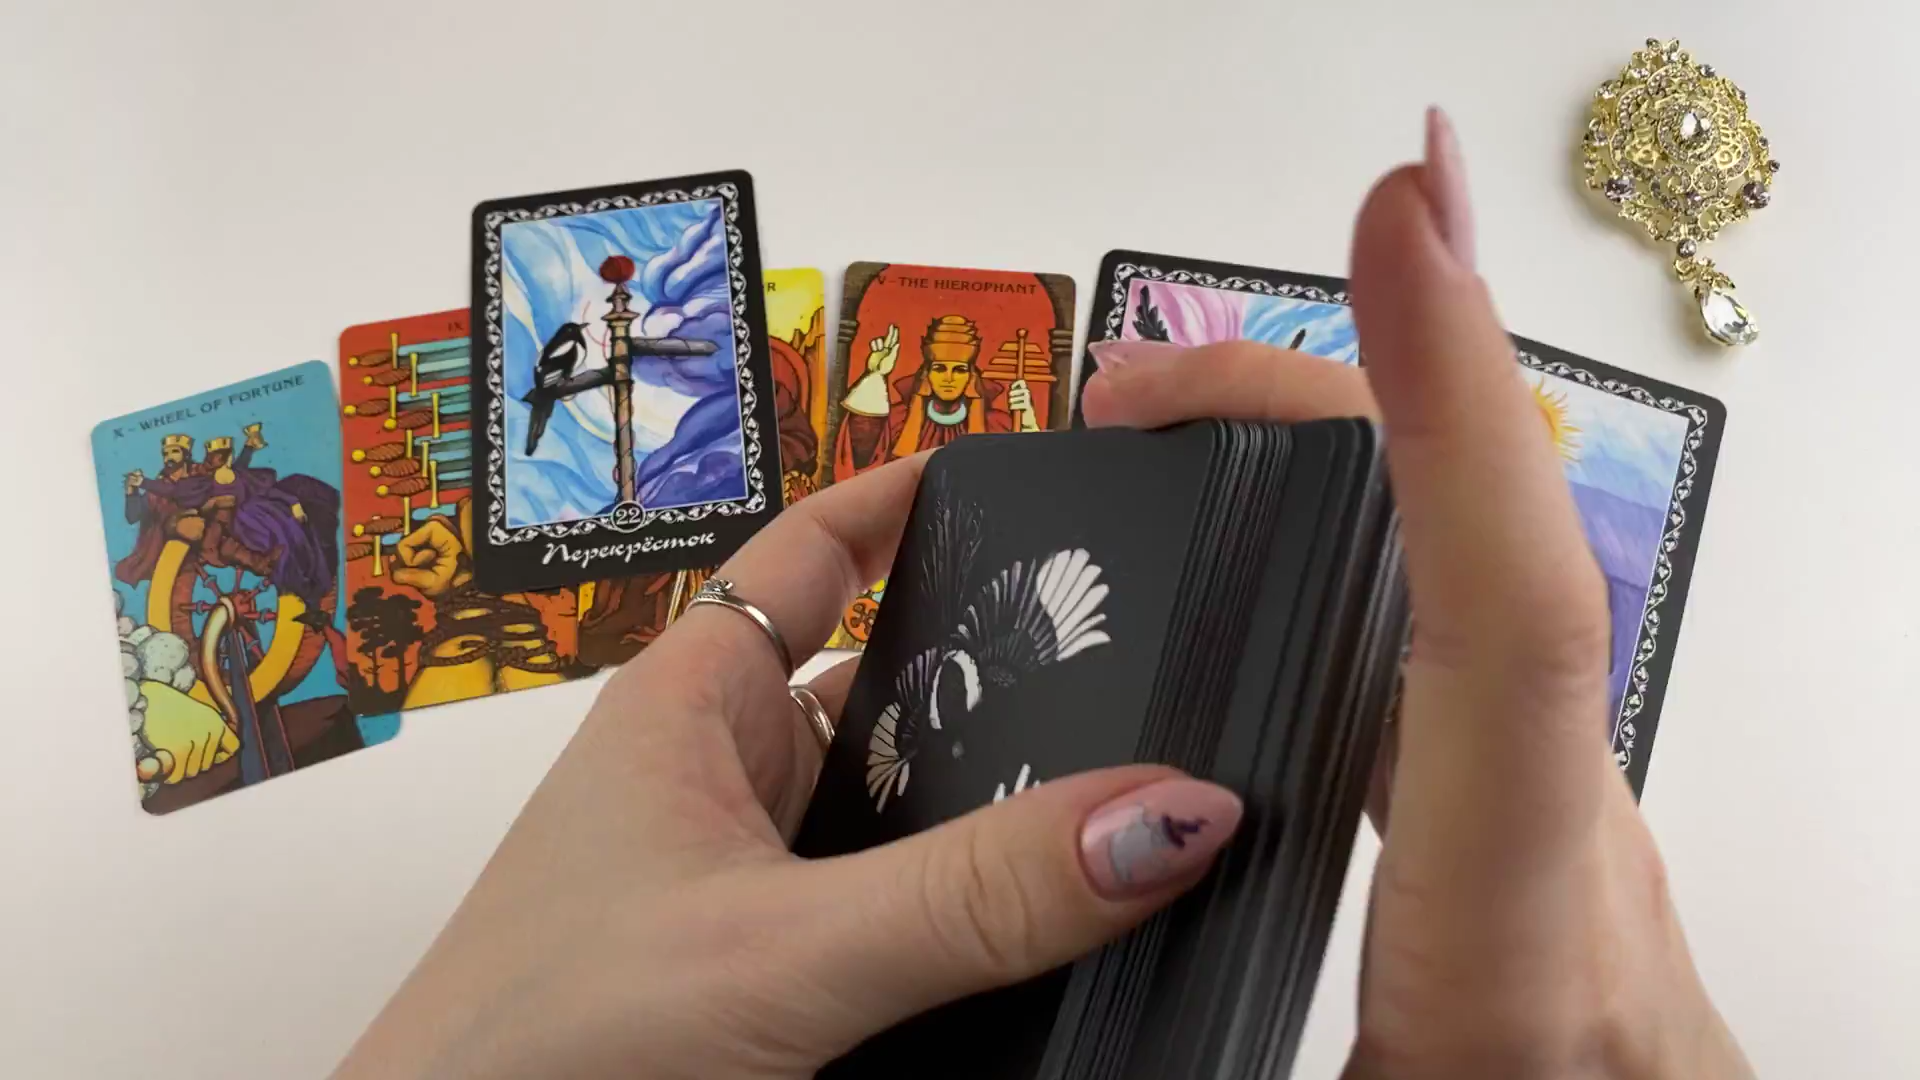 X - WHEEL OF FORTUNE
IX
22
Перекрёсток
R
V - THE HIEROPHANT